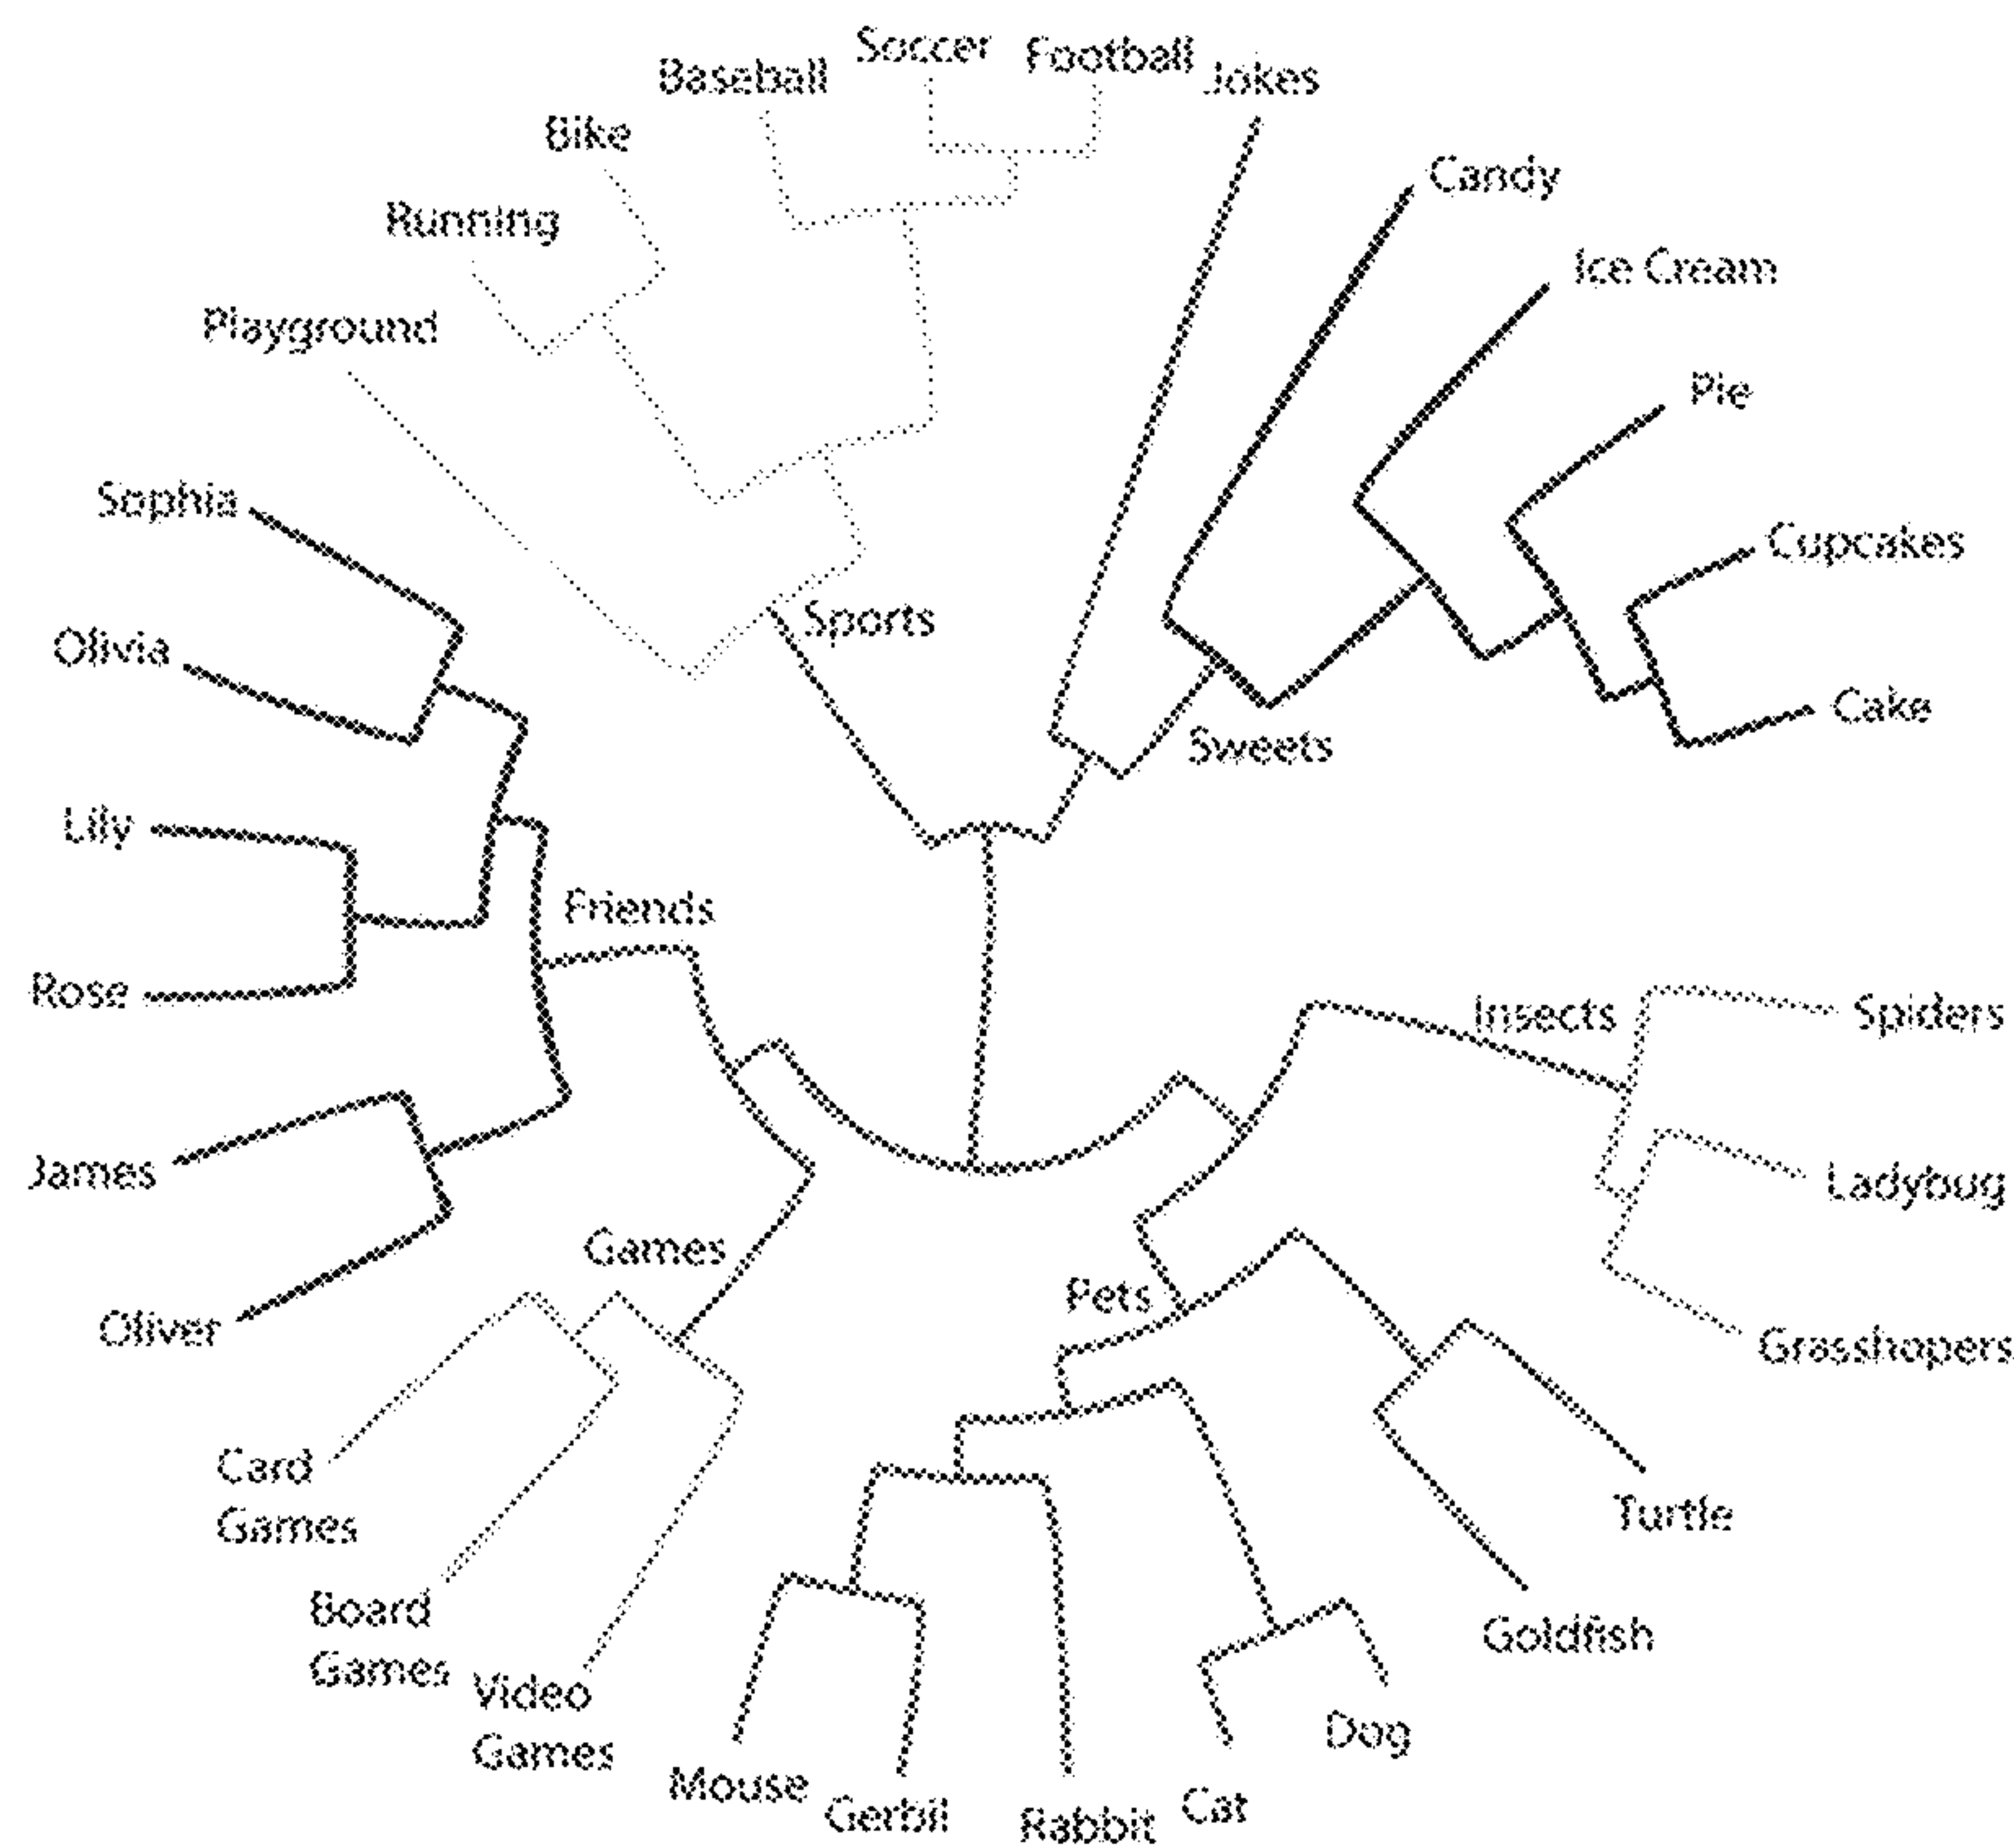 Soccer
Football
Baseball
Jokes
Bike
Candy
Running
Ice Cream
Playground
Pie
Sophia
Cupcakes
Sports
Olivia
Cake
Sweets
Lily
Friends
Rose
Insects
Spiders
James
Ladybug
Games
Pets
Oliver
Grasshopers
Card
Games
Turtle
Board
Games
Goldfish
Video
Games
Dog
Mouse
Gerbil
Rabbit
Cat